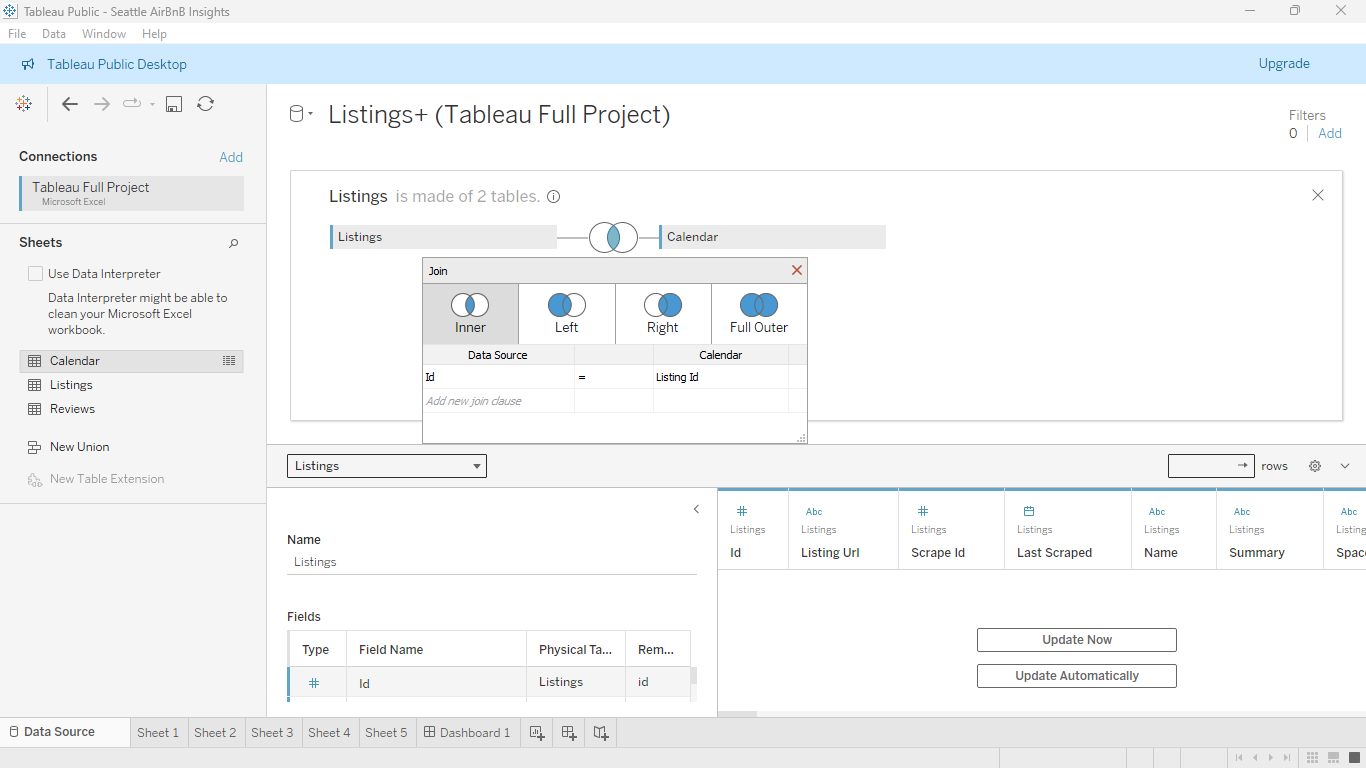 Tableau Public - Seattle AirBnB Insights
File Data Window Help
Tableau Public Desktop
Upgrade
Listings+ (Tableau Full Project)
Filters
0 Add
Connections Add
Tableau Full Project
Microsoft Excel
Sheets
Use Data Interpreter
Data Interpreter might be able to
clean your Microsoft Excel
workbook.
Calendar
Listings
Reviews
New Union
New Table Extension
Listings is made of 2 tables.
Listings
Calendar
Join
Inner Left Right Full Outer
Data Source Calendar
Id = Listing Id
Add new join clause
Listings
rows
Name
Listings
Fields
Type Field Name Physical Ta... Rem...
# Id Listings id
# Abc # Abc Abc Abc
Listings Listings Listings Listings Listings Listings Listing
Id Listing Url Scrape Id Last Scraped Name Summary Spac
Update Now
Update Automatically
Data Source Sheet 1 Sheet 2 Sheet 3 Sheet 4 Sheet 5 Dashboard 1